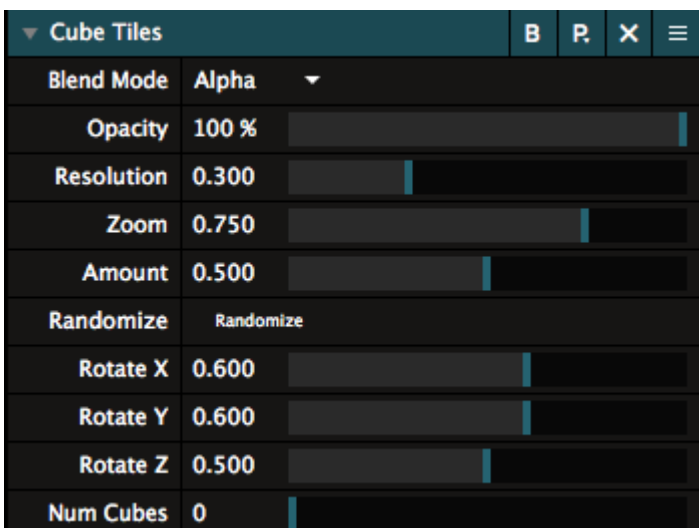 Cube Tiles B P. X
Blend Mode Alpha
Opacity 100 %
Resolution 0.300
Zoom 0.750
Amount 0.500
Randomize Randomize
Rotate X 0.600
Rotate Y 0.600
Rotate Z 0.500
Num Cubes 0